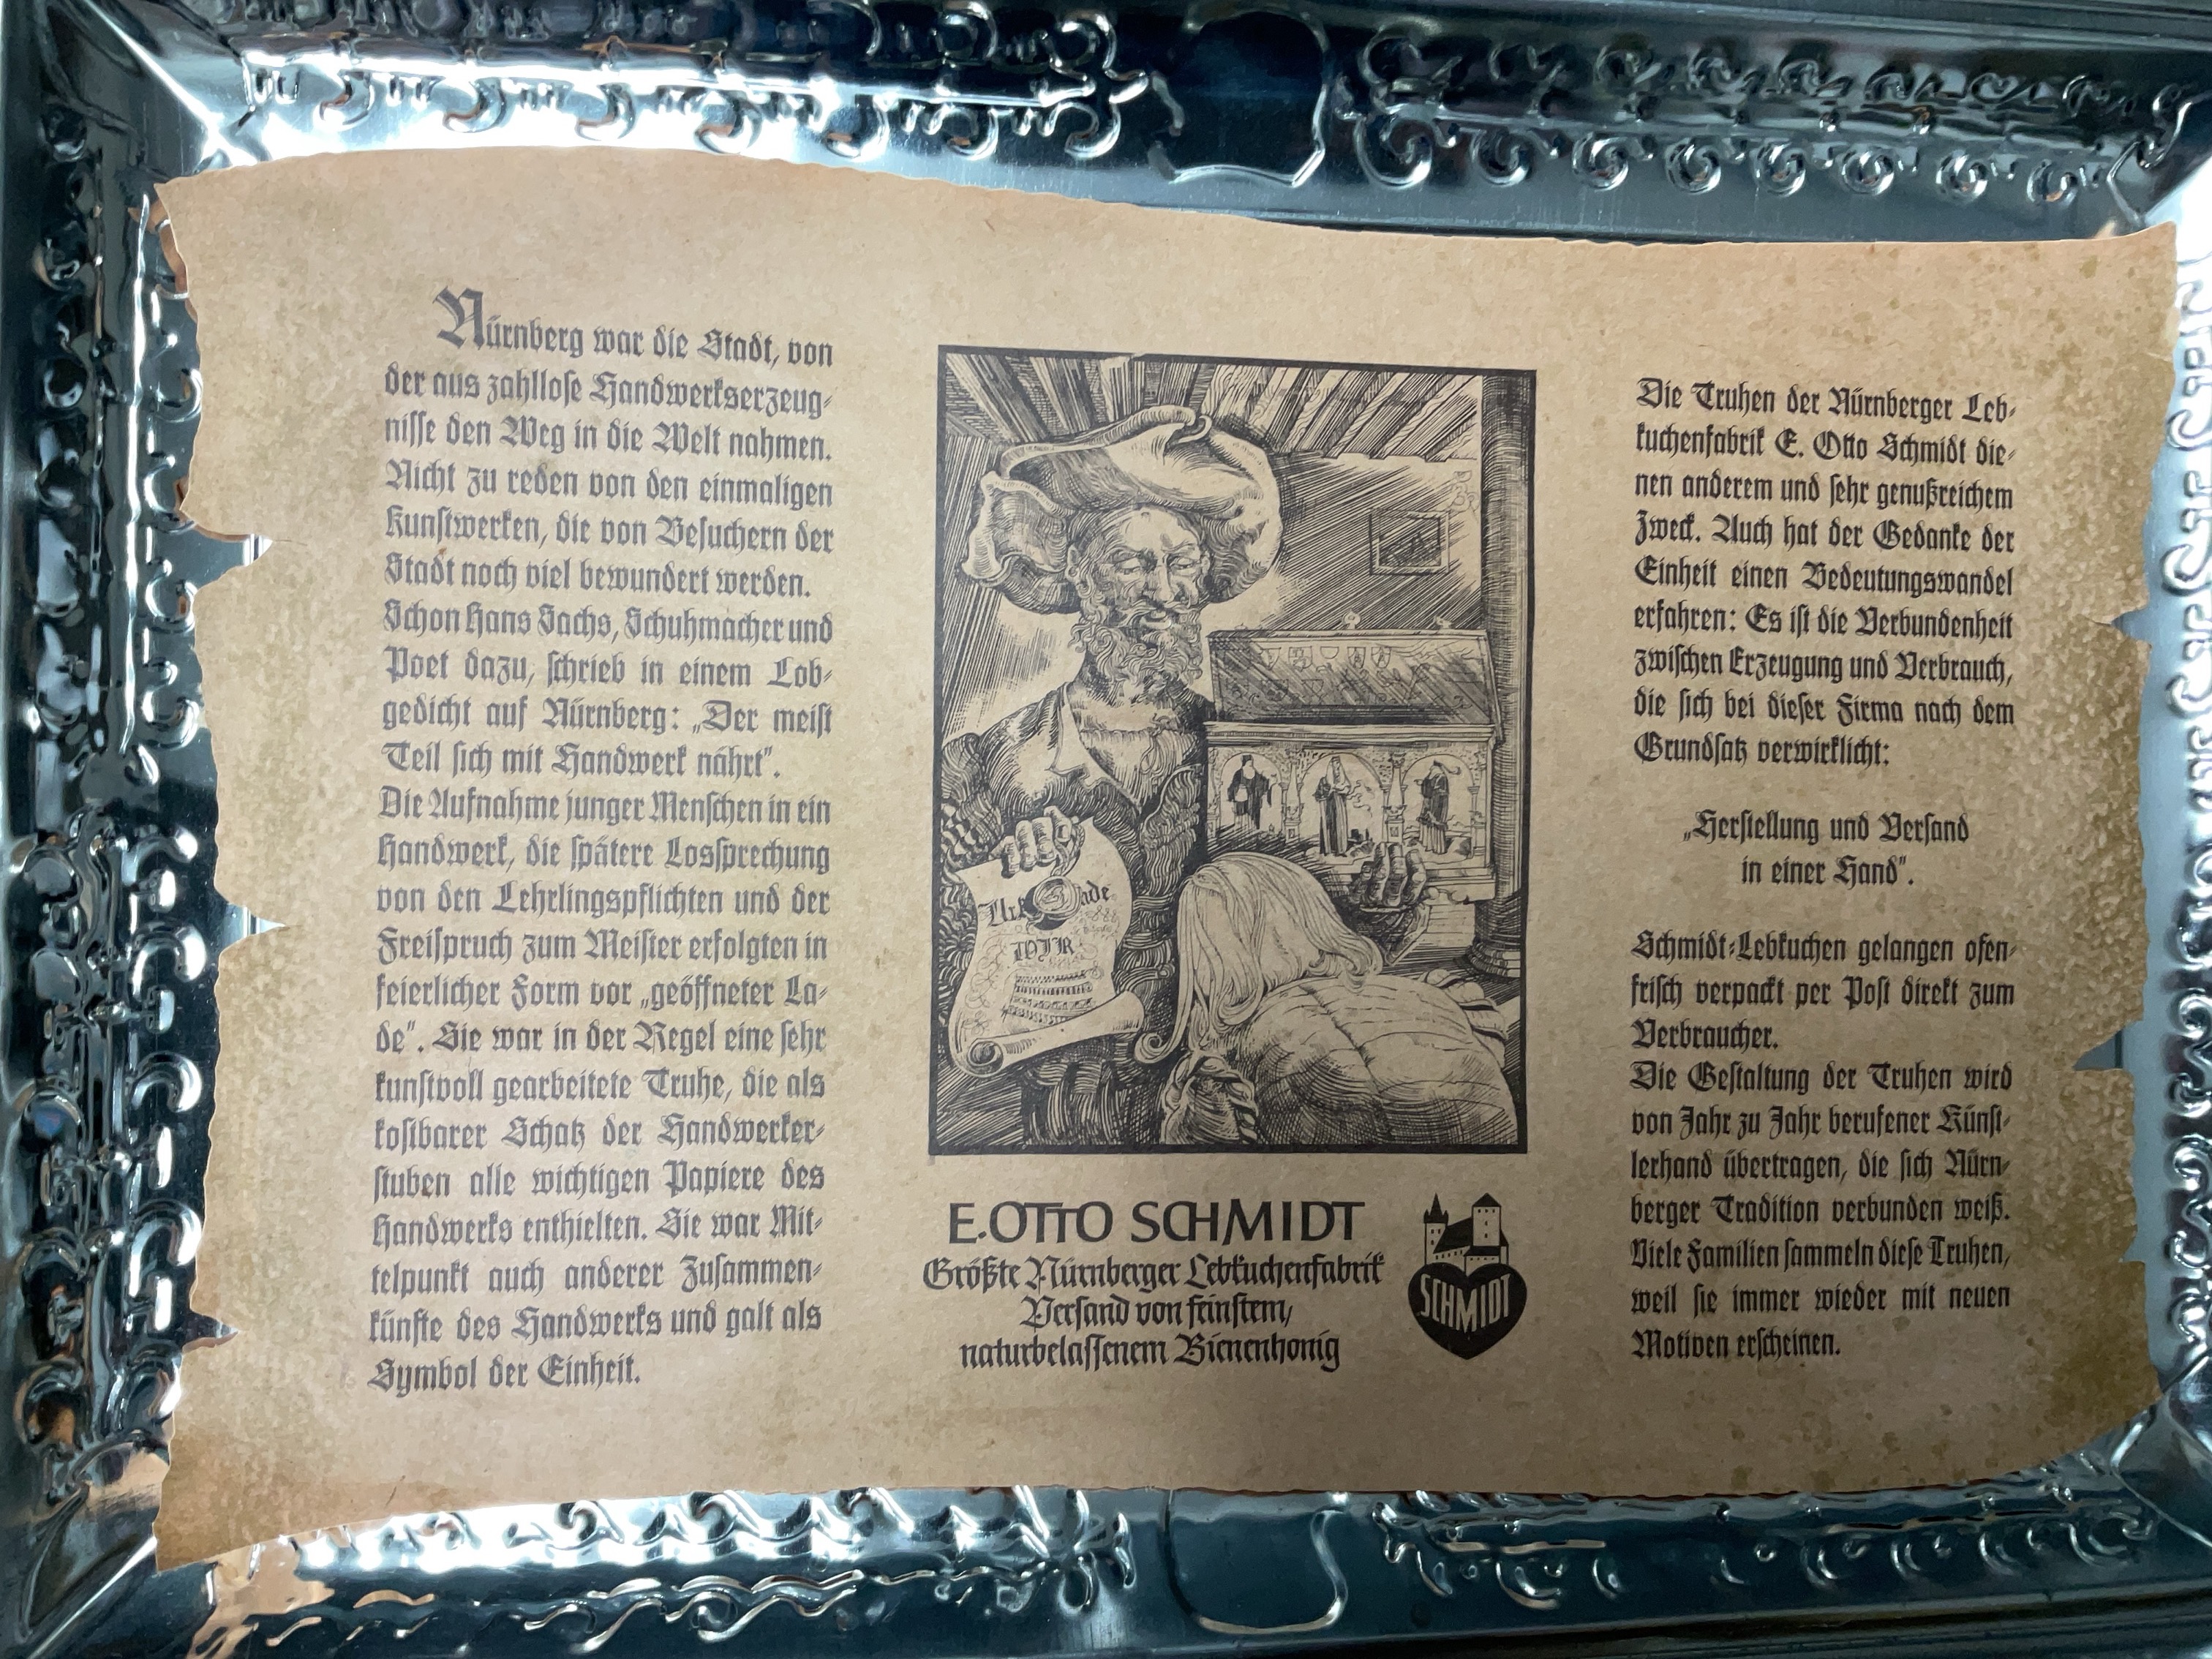 Nürnberg war die Stadt, von
der aus zahllose Handwerkserzeug-
nisse den Weg in die Welt nahmen.
Nicht zu reden von den einmaligen
Kunstwerken, die von Besuchern der
Stadt noch viel bewundert werden.
Schon Hans Sachs, Schuhmacher und
Poet dazu, schrieb in einem Lob-
gedicht auf Nürnberg: „Der meist
Teil sich mit Handwerk nährt".
Die Aufnahme junger Menschen in ein
Handwerk, die spätere Lossprechung
von den Lehrlingspflichten und der
Freispruch zum Meister erfolgten in
feierlicher Form vor „geöffneter La-
de". Sie war in der Regel eine sehr
kunstvoll gearbeitete Truhe, die als
kostbarer Schatz der Handwerker-
stuben alle wichtigen Papiere des
Handwerks enthielten. Sie war Mit-
telpunkt auch anderer Zusammen-
künfte des Handwerks und galt als
Symbol der Einheit.
WIR
E. OTTO SCHMIDT
Größte Nürnberger Lebkuchenfabrik
Versand von feinstem,
naturbelassenem Bienenhonig
SCHMIDT
Die Truhen der Nürnberger Leb-
kuchenfabrik E. Otto Schmidt die-
nen anderem und sehr genußreichem
Zweck. Auch hat der Gedanke der
Einheit einen Bedeutungswandel
erfahren: Es ist die Verbundenheit
zwischen Erzeugung und Verbrauch,
die sich bei dieser Firma nach dem
Grundsatz verwirklicht:
„Herstellung und Versand
in einer Hand".
Schmidt-Lebkuchen gelangen ofen-
frisch verpackt per Post direkt zum
Verbraucher.
Die Gestaltung der Truhen wird
von Jahr zu Jahr berufener Künst-
lerhand übertragen, die sich Nürn-
berger Tradition verbunden weiß.
Viele Familien sammeln diese Truhen,
weil sie immer wieder mit neuen
Motiven erscheinen.